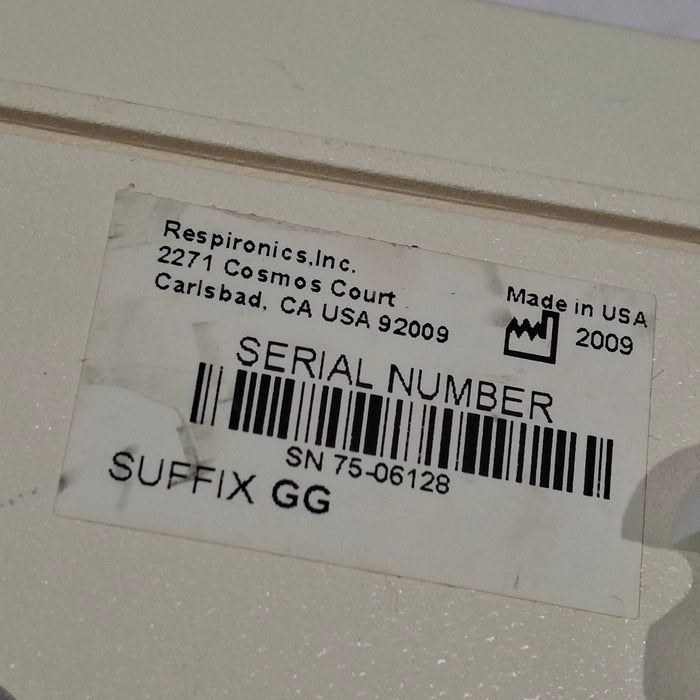 Respironics,Inc.
2271 Cosmos Court
Carlsbad, CA USA 92009
Made in USA
2009
SERIAL NUMBER
SN 75-06128
SUFFIX GG